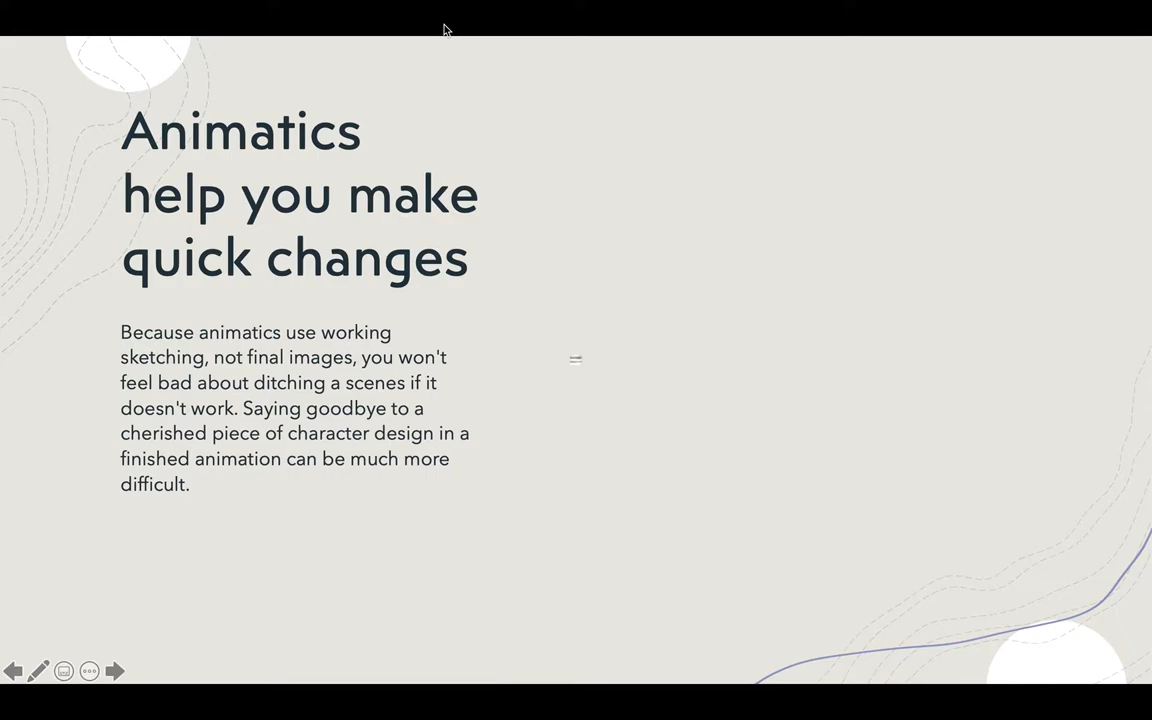 Animatics
help you make
quick changes
Because animatics use working
sketching, not final images, you won't
feel bad about ditching a scenes if it
doesn't work. Saying goodbye to a
cherished piece of character design in a
finished animation can be much more
difficult.